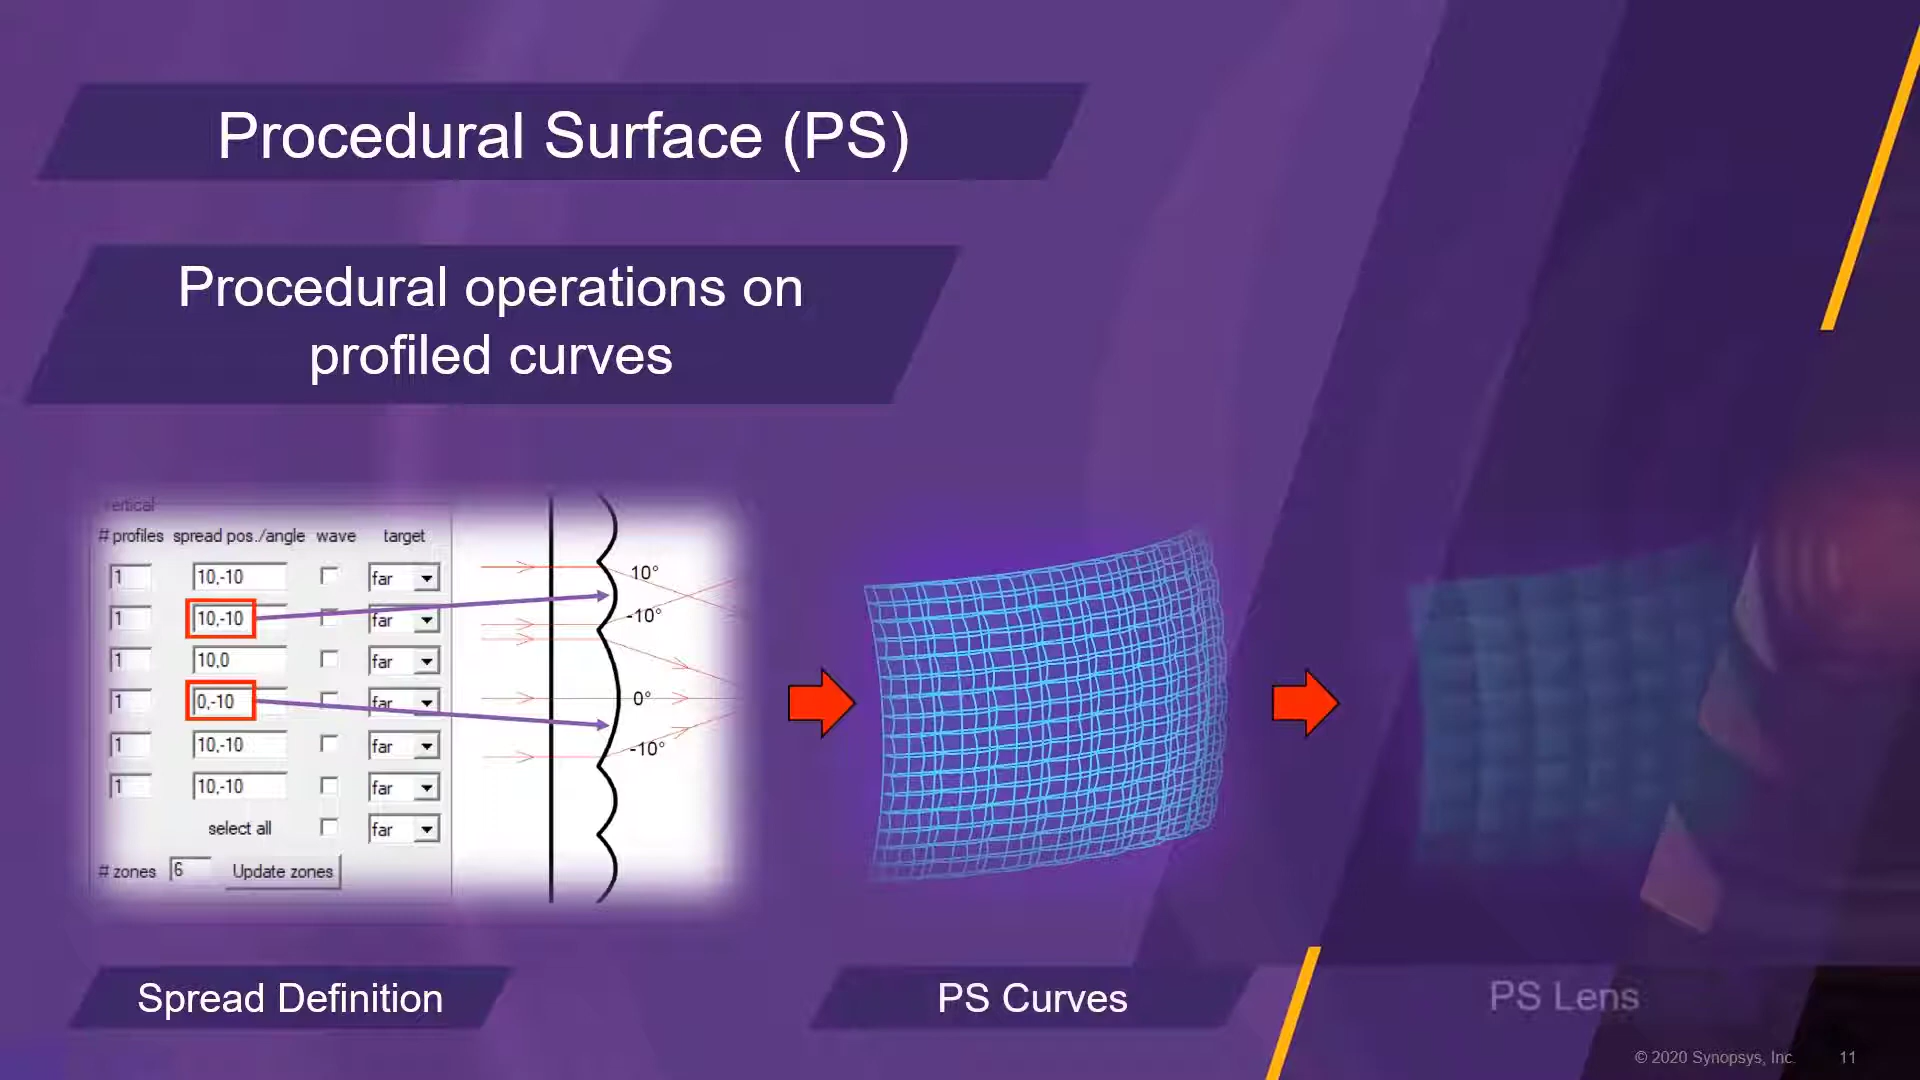 Procedural Surface (PS)
Procedural operations on
profiled curves
vertical
# profiles spread pos./angle wave target
1 10,-10 far
1 10,-10 far
1 10,0 far
1 0,-10 far
1 10,-10 far
1 10,-10 far
select all far
# zones 6 Update zones
10°
-10°
0°
-10°
Spread Definition
PS Curves
PS Lens
© 2020 Synopsys, Inc. 11